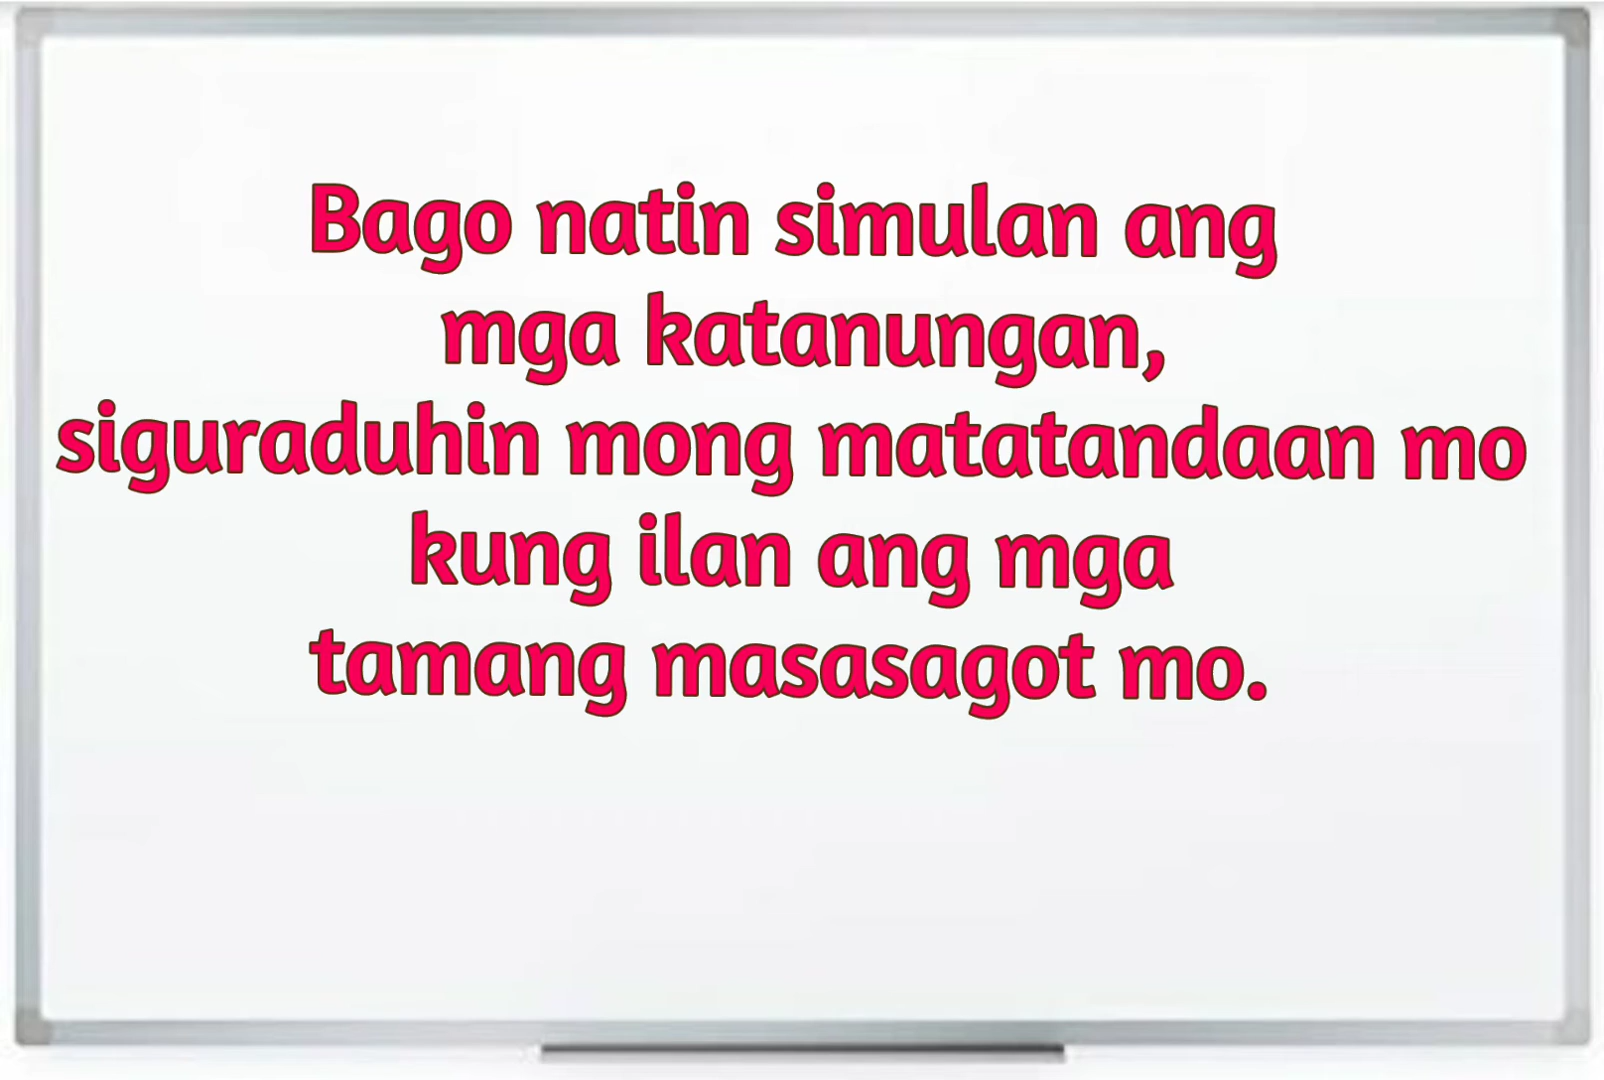 Bago natin simulan ang
mga katanungan,
siguraduhin mong matatandaan mo
kung ilan ang mga
tamang masasagot mo.